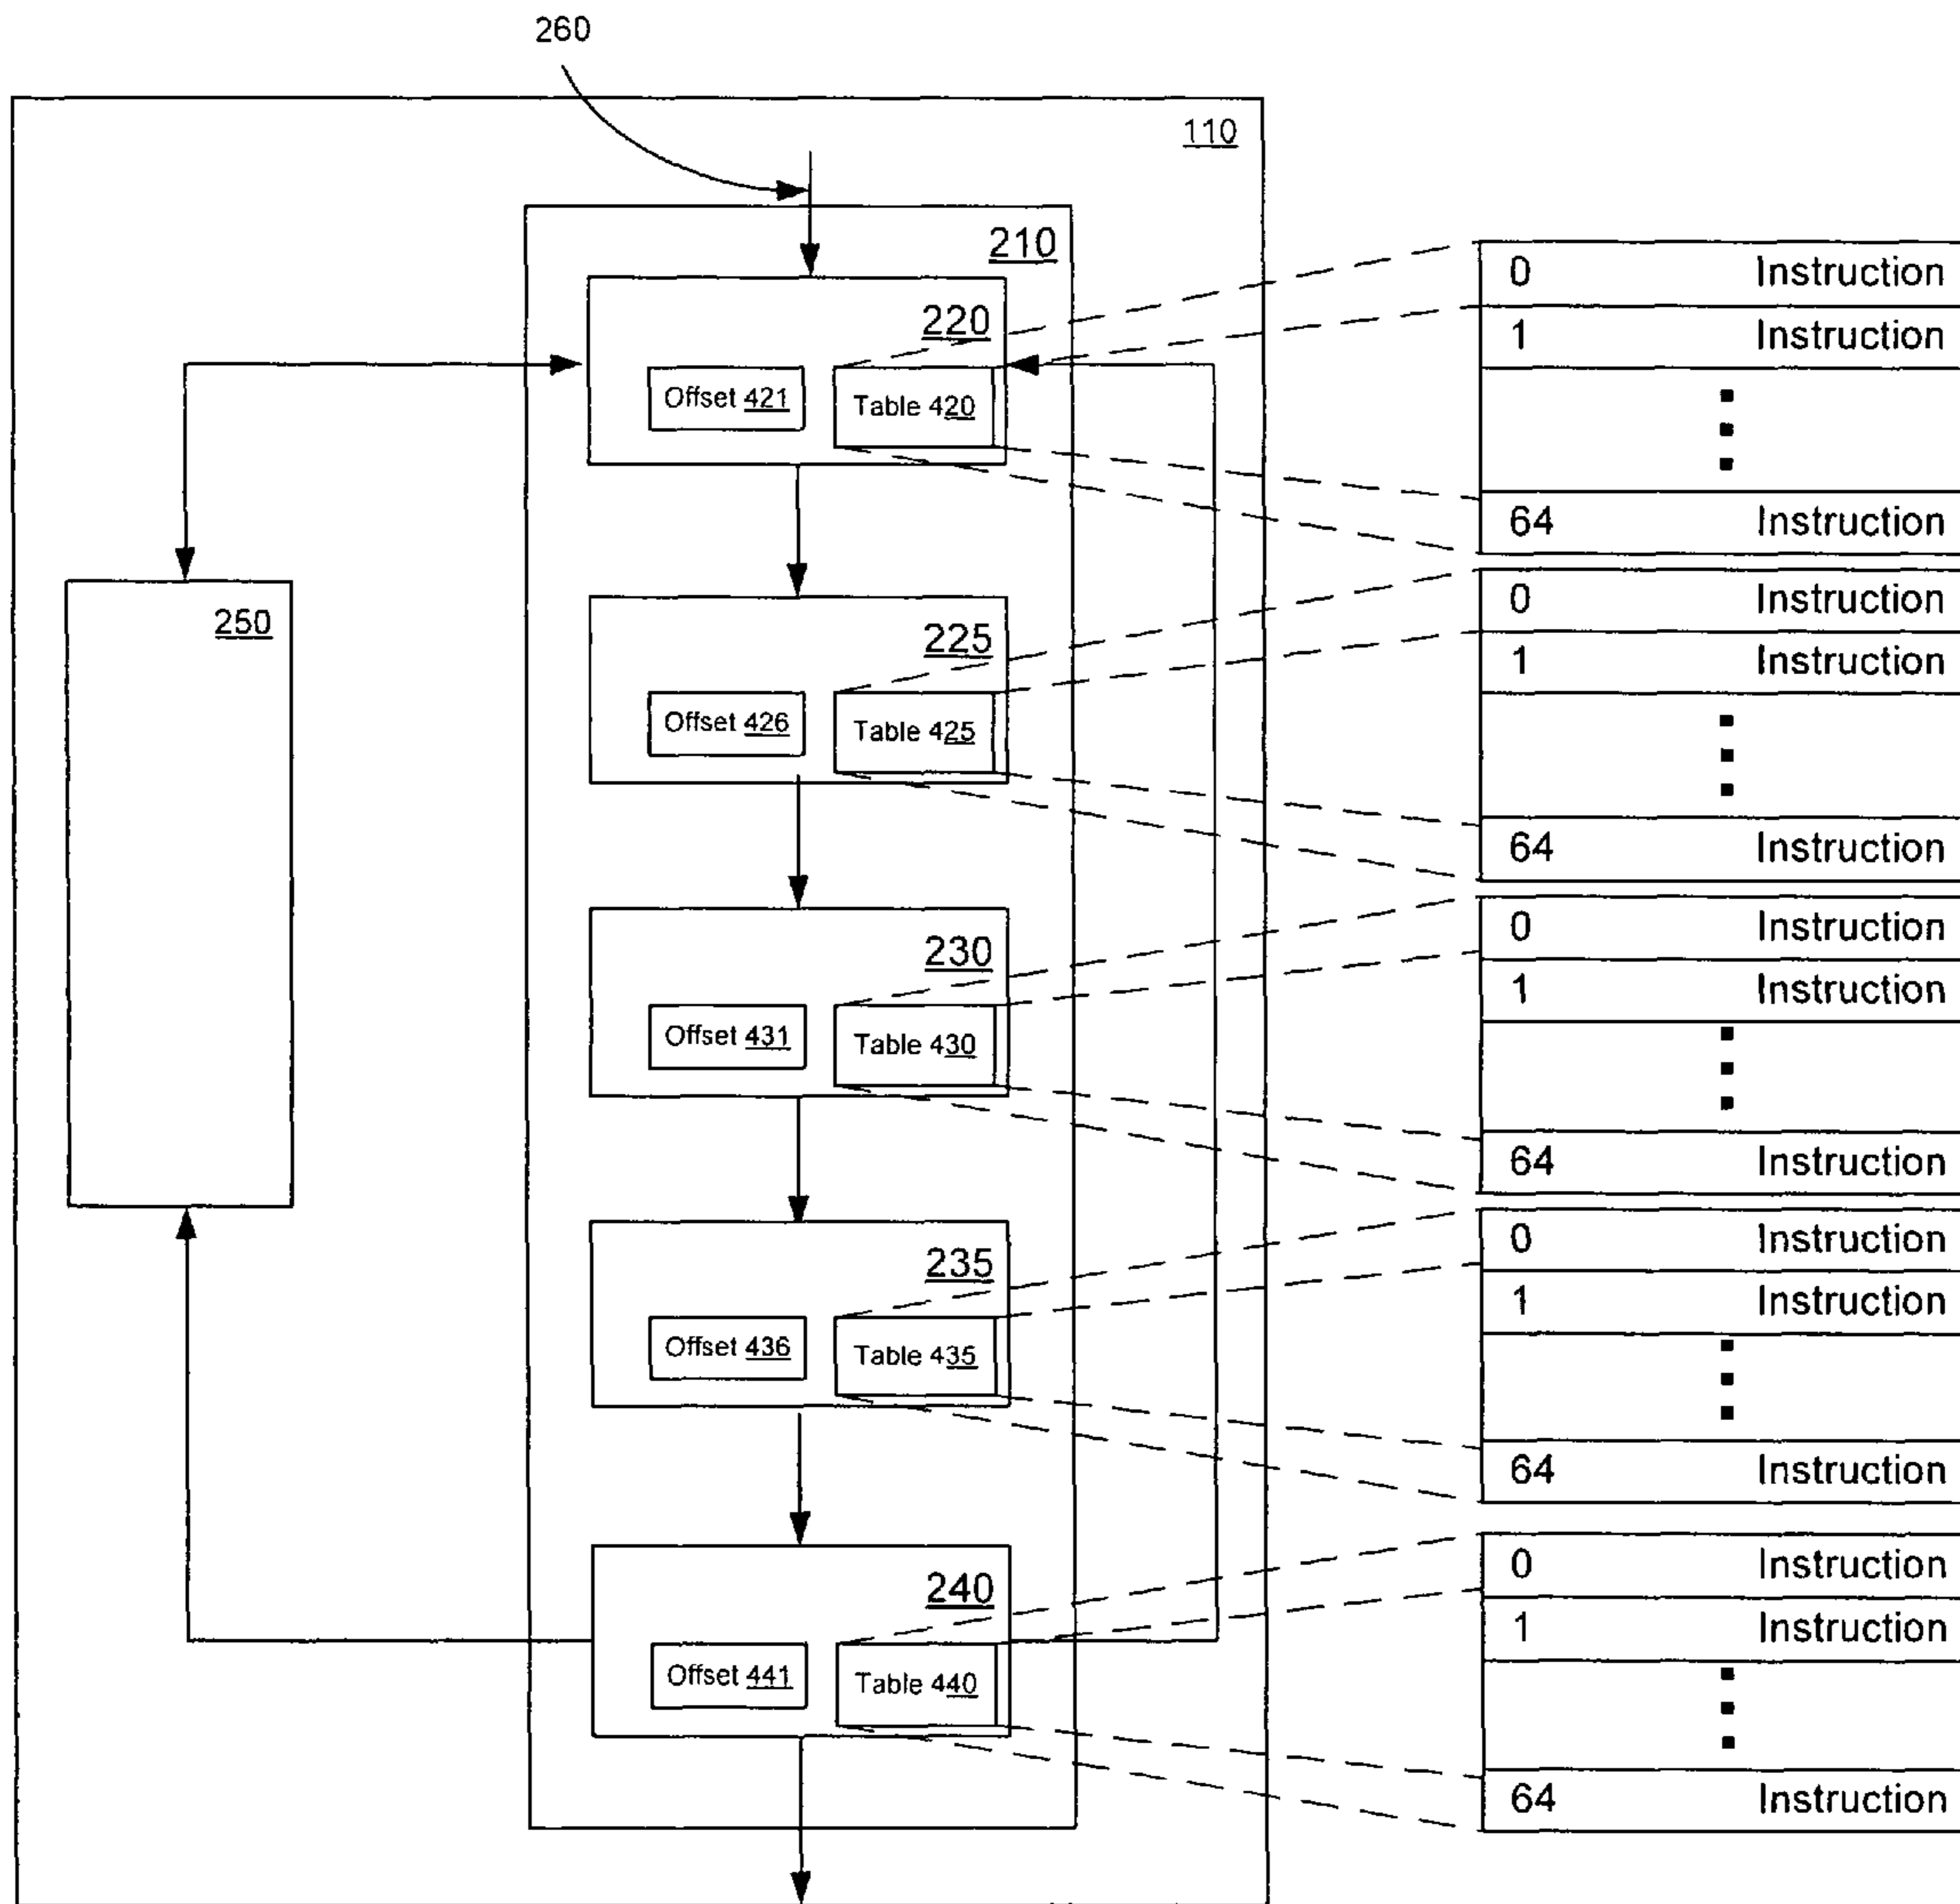 260
110
210
220
Offset 421
Table 420
0 Instruction
1 Instruction
64 Instruction
250
225
Offset 426
Table 425
0 Instruction
1 Instruction
64 Instruction
230
Offset 431
Table 430
0 Instruction
1 Instruction
64 Instruction
235
Offset 436
Table 435
0 Instruction
1 Instruction
64 Instruction
240
Offset 441
Table 440
0 Instruction
1 Instruction
64 Instruction